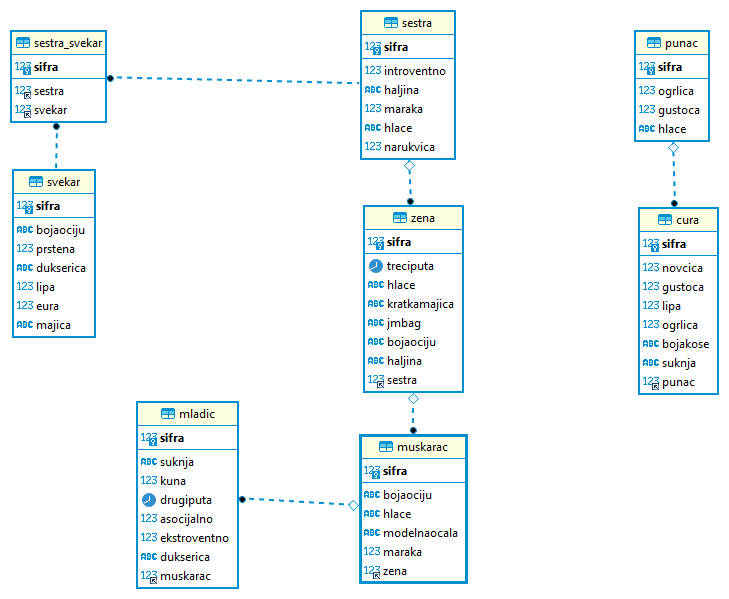 sestra_svekar
123 sifra
123 sestra
123 svekar
svekar
123 sifra
ABC bojaociju
123 prstena
ABC dukserica
123 lipa
123 eura
ABC majica
sestra
123 sifra
123 introventno
ABC haljina
123 maraka
ABC hlace
123 narukvica
zena
123 sifra
treciputa
ABC hlace
ABC kratkamajica
ABC jmbag
ABC bojaociju
ABC haljina
123 sestra
mladic
123 sifra
ABC suknja
123 kuna
drugiputa
123 asocijalno
123 ekstroventno
ABC dukserica
123 muskarac
muskarac
123 sifra
ABC bojaociju
ABC hlace
ABC modelnaocala
123 maraka
123 zena
punac
123 sifra
123 ogrlica
123 gustoca
ABC hlace
cura
123 sifra
123 novcica
123 gustoca
123 lipa
123 ogrlica
ABC bojakose
ABC suknja
123 punac